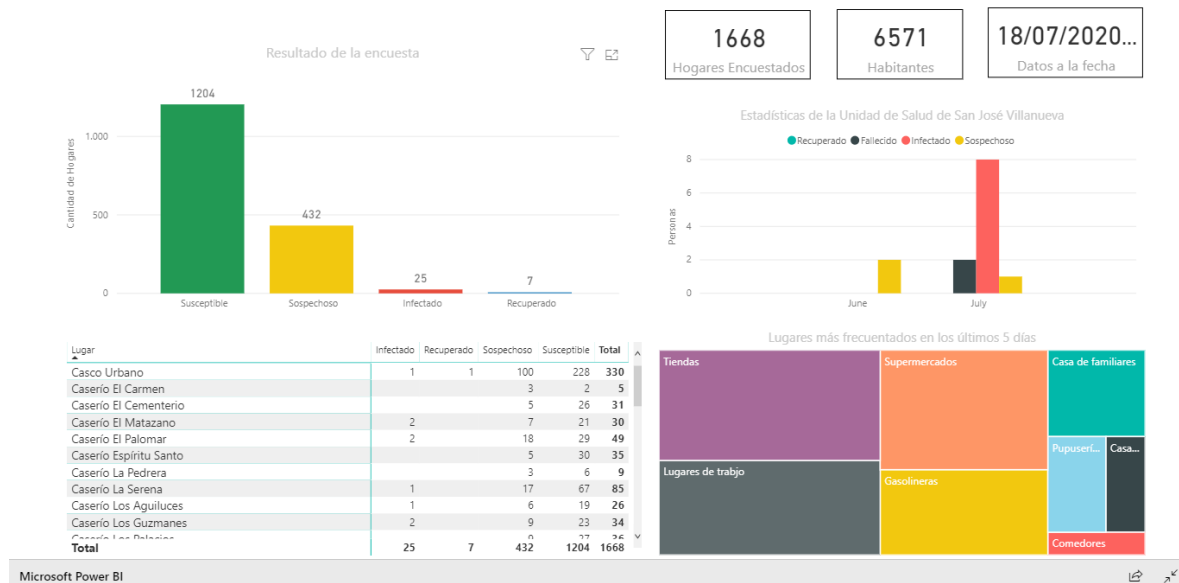 Resultado de la encuesta
1204
432
25
7
1.000
500
0
Cantidad de Hogares
Susceptible Sospechoso Infectado Recuperado
1668
Hogares Encuestados
6571
Habitantes
18/07/2020...
Datos a la fecha
Estadísticas de la Unidad de Salud de San José Villanueva
Recuperado Fallecido Infectado Sospechoso
8
6
4
2
0
Personas
June July
Lugar Infectado Recuperado Sospechoso Susceptible Total
Casco Urbano 1 1 100 228 330
Caserío El Carmen 3 2 5
Caserío El Cementerio 5 26 31
Caserío El Matazano 2 7 21 30
Caserío El Palomar 2 18 29 49
Caserío Espíritu Santo 5 30 35
Caserío La Pedrera 3 6 9
Caserío La Serena 1 17 67 85
Caserío Los Aguiluces 1 6 19 26
Caserío Los Guzmanes 2 9 23 34
Caserío Los Palacios 9 27 36
Total 25 7 432 1204 1668
Lugares más frecuentados en los últimos 5 días
Tiendas
Supermercados
Casa de familiares
Pupuserí...
Casa...
Lugares de trabjo
Gasolineras
Comedores
Microsoft Power BI